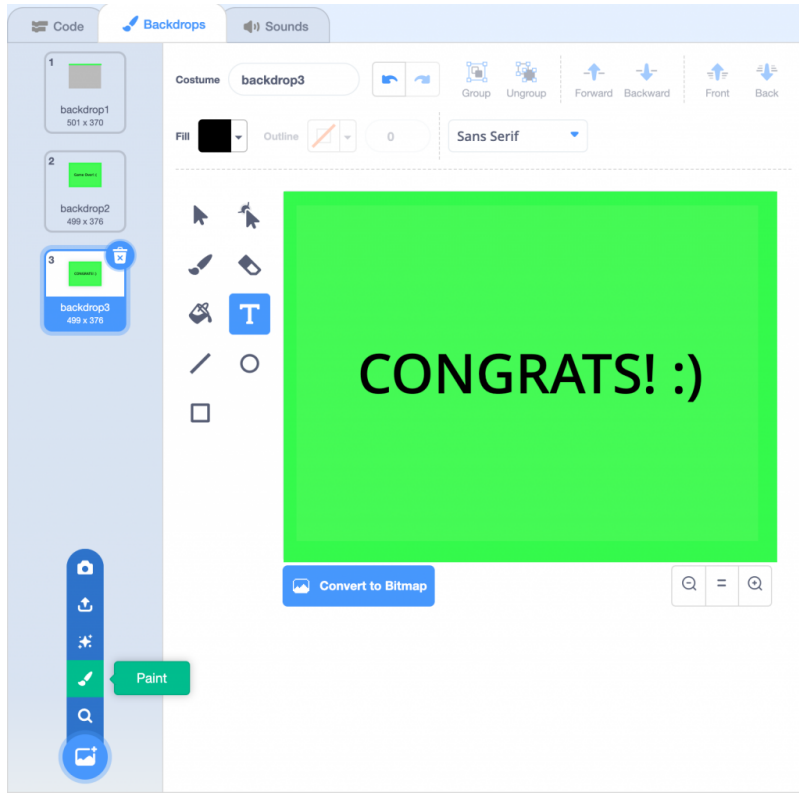 Code
Backdrops
Sounds
1
backdrop1
501 x 370
2
backdrop2
499 x 376
3
CONGRATS! :)
backdrop3
499 x 376
Costume
backdrop3
Group
Ungroup
Forward
Backward
Front
Back
Fill
Outline
0
Sans Serif
T
CONGRATS! :)
Convert to Bitmap
=
Paint